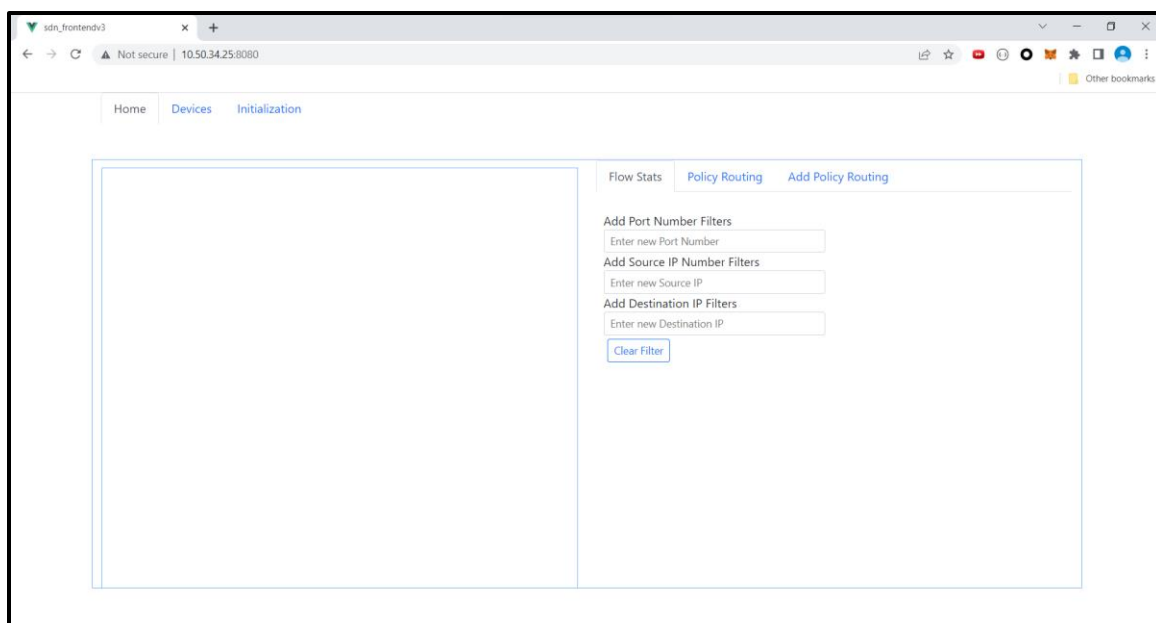 sdn_frontendv3
Not secure | 10.50.34.25:8080
Other bookmarks
Home Devices Initialization
Flow Stats Policy Routing Add Policy Routing
Add Port Number Filters
Enter new Port Number
Add Source IP Number Filters
Enter new Source IP
Add Destination IP Filters
Enter new Destination IP
Clear Filter